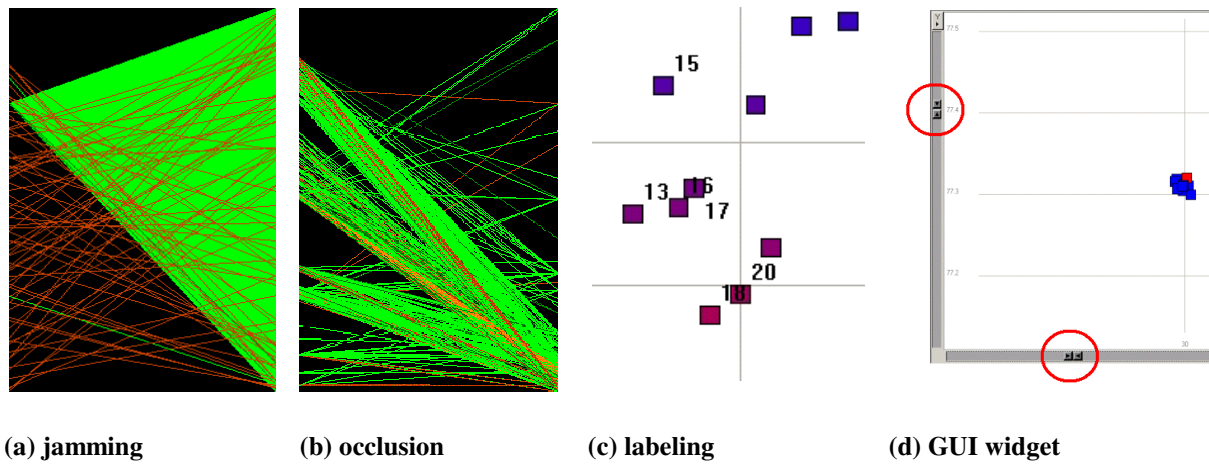 15
13
16
17
20
18
Y
77.5
77.4
77.3
77.2
30
(a) jamming
(b) occlusion
(c) labeling
(d) GUI widget